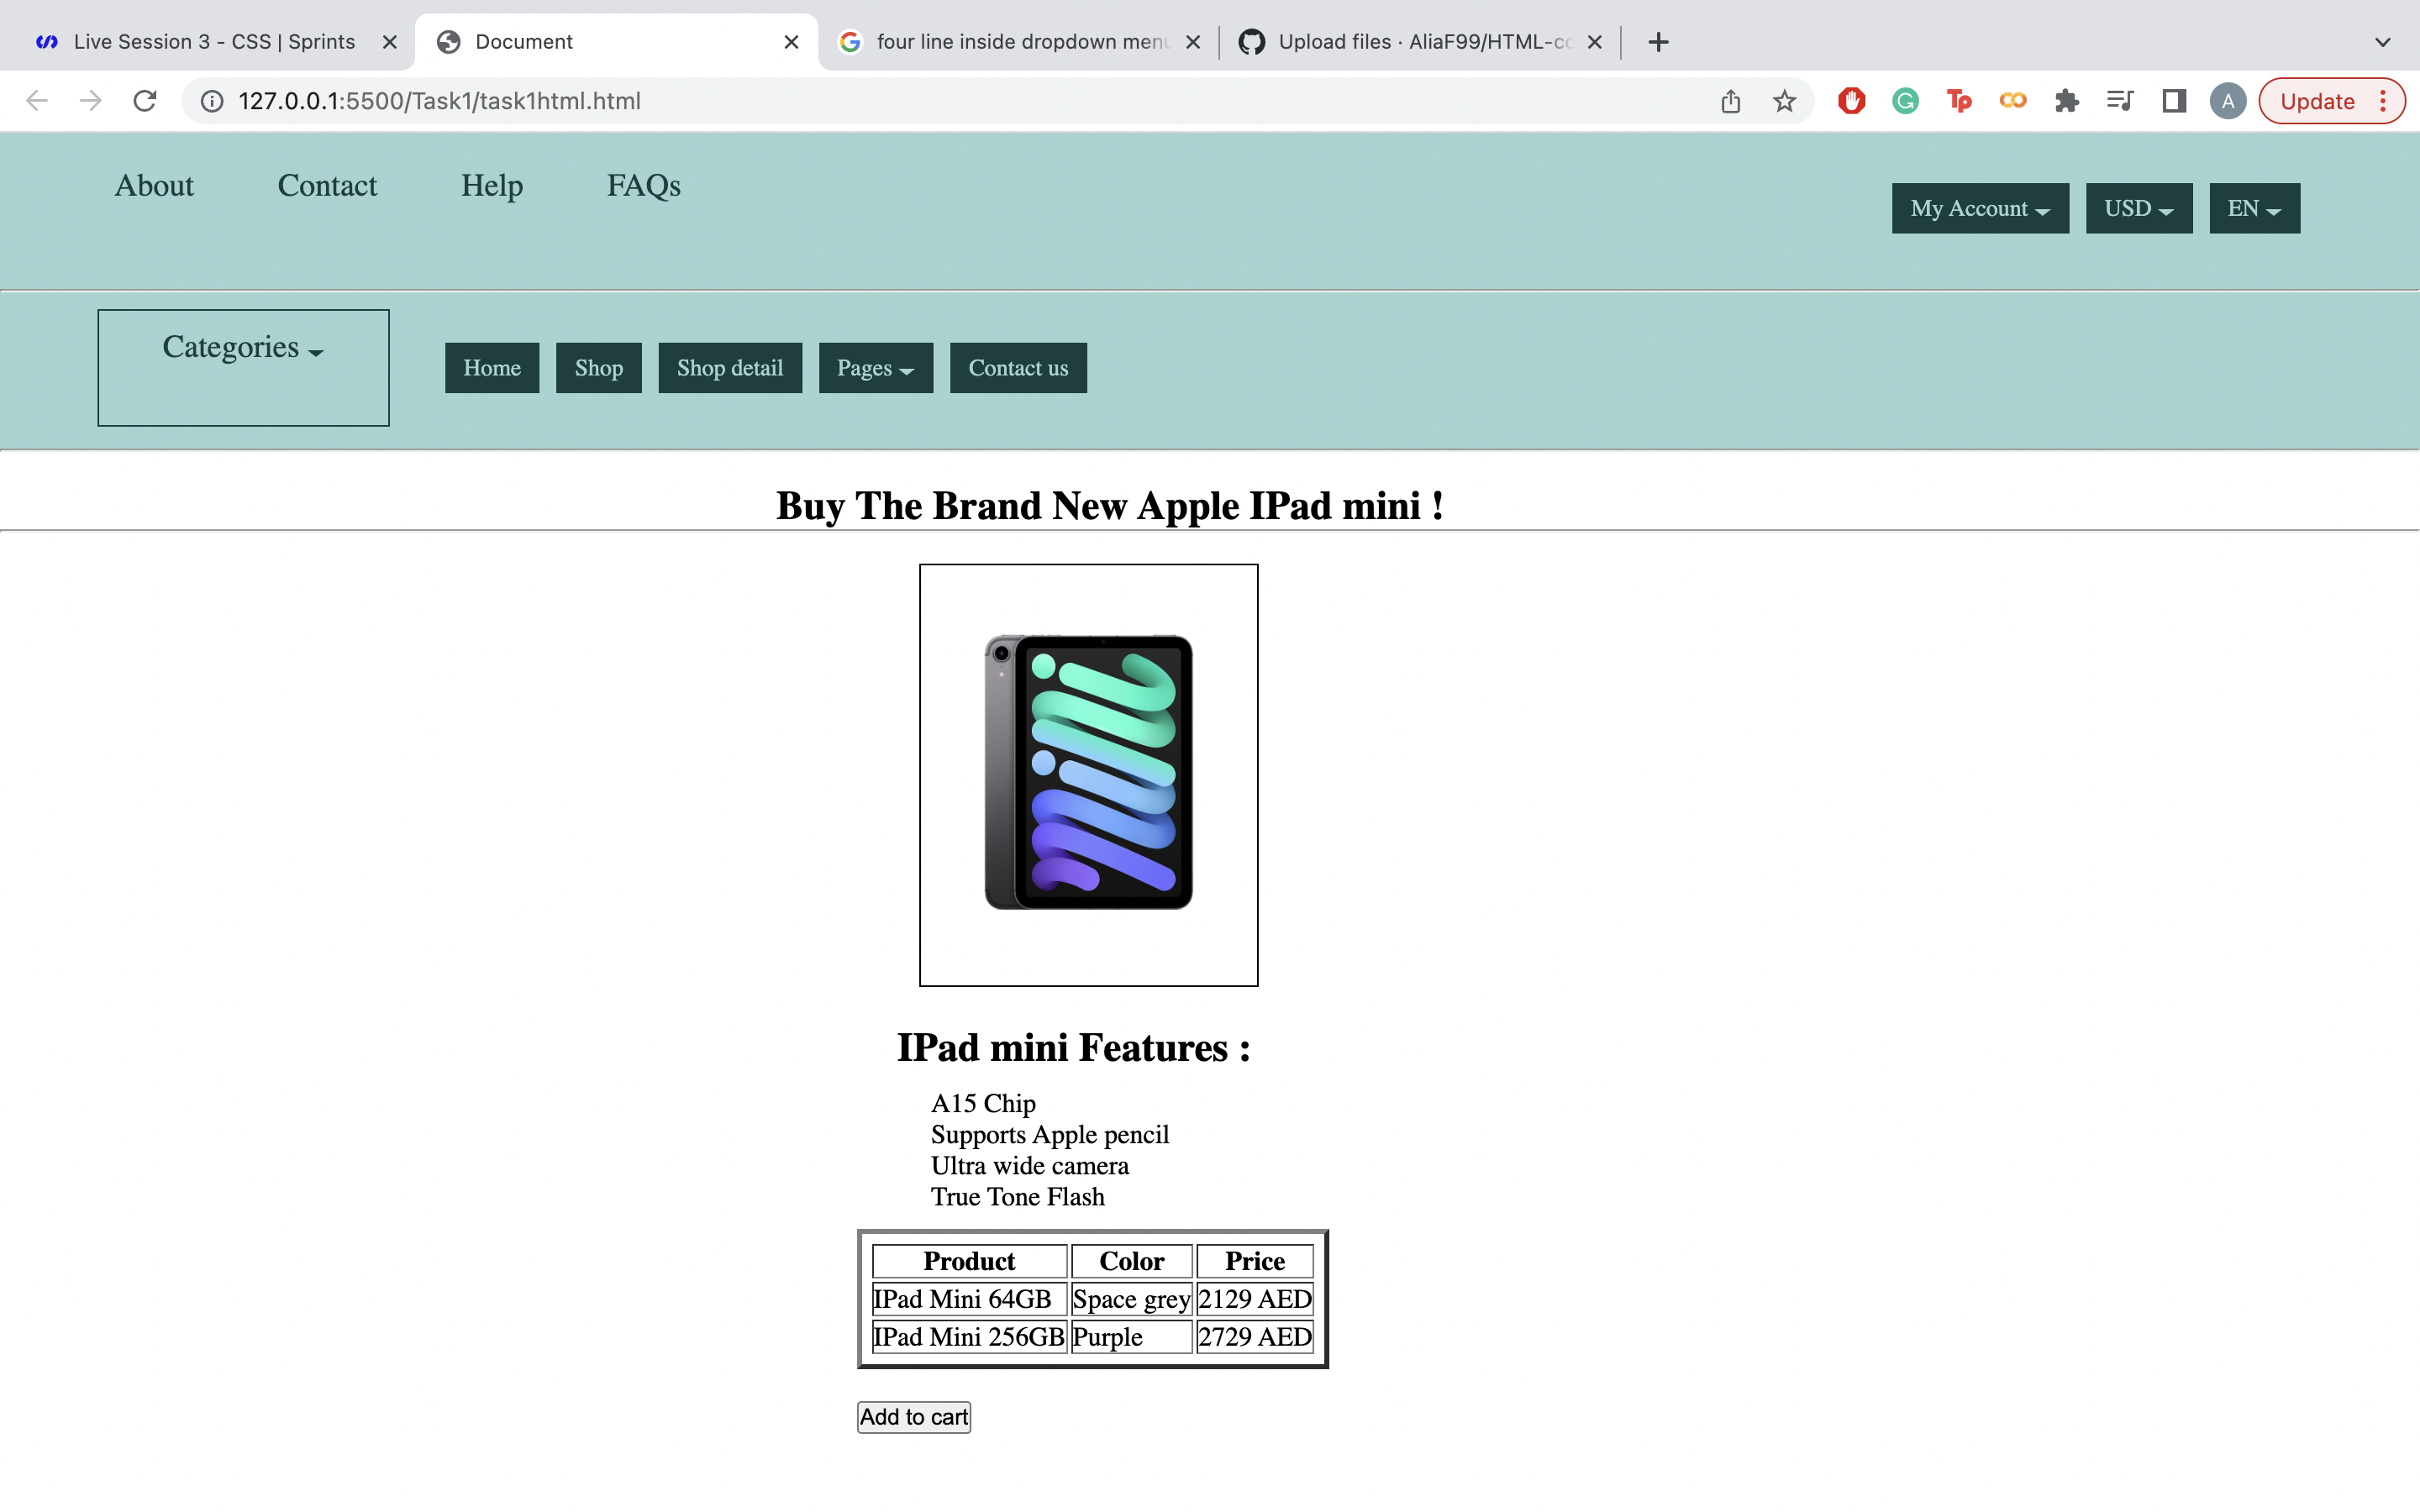 Live Session 3 - CSS | Sprints
Document
four line inside dropdown menu
Upload files · AliaF99/HTML-co
127.0.0.1:5500/Task1/task1html.html
A
Update
About Contact Help FAQs
My Account USD EN
Categories
Home Shop Shop detail Pages Contact us
Buy The Brand New Apple IPad mini !
IPad mini Features :
A15 Chip
Supports Apple pencil
Ultra wide camera
True Tone Flash
Product Color Price
IPad Mini 64GB Space grey 2129 AED
IPad Mini 256GB Purple 2729 AED
Add to cart